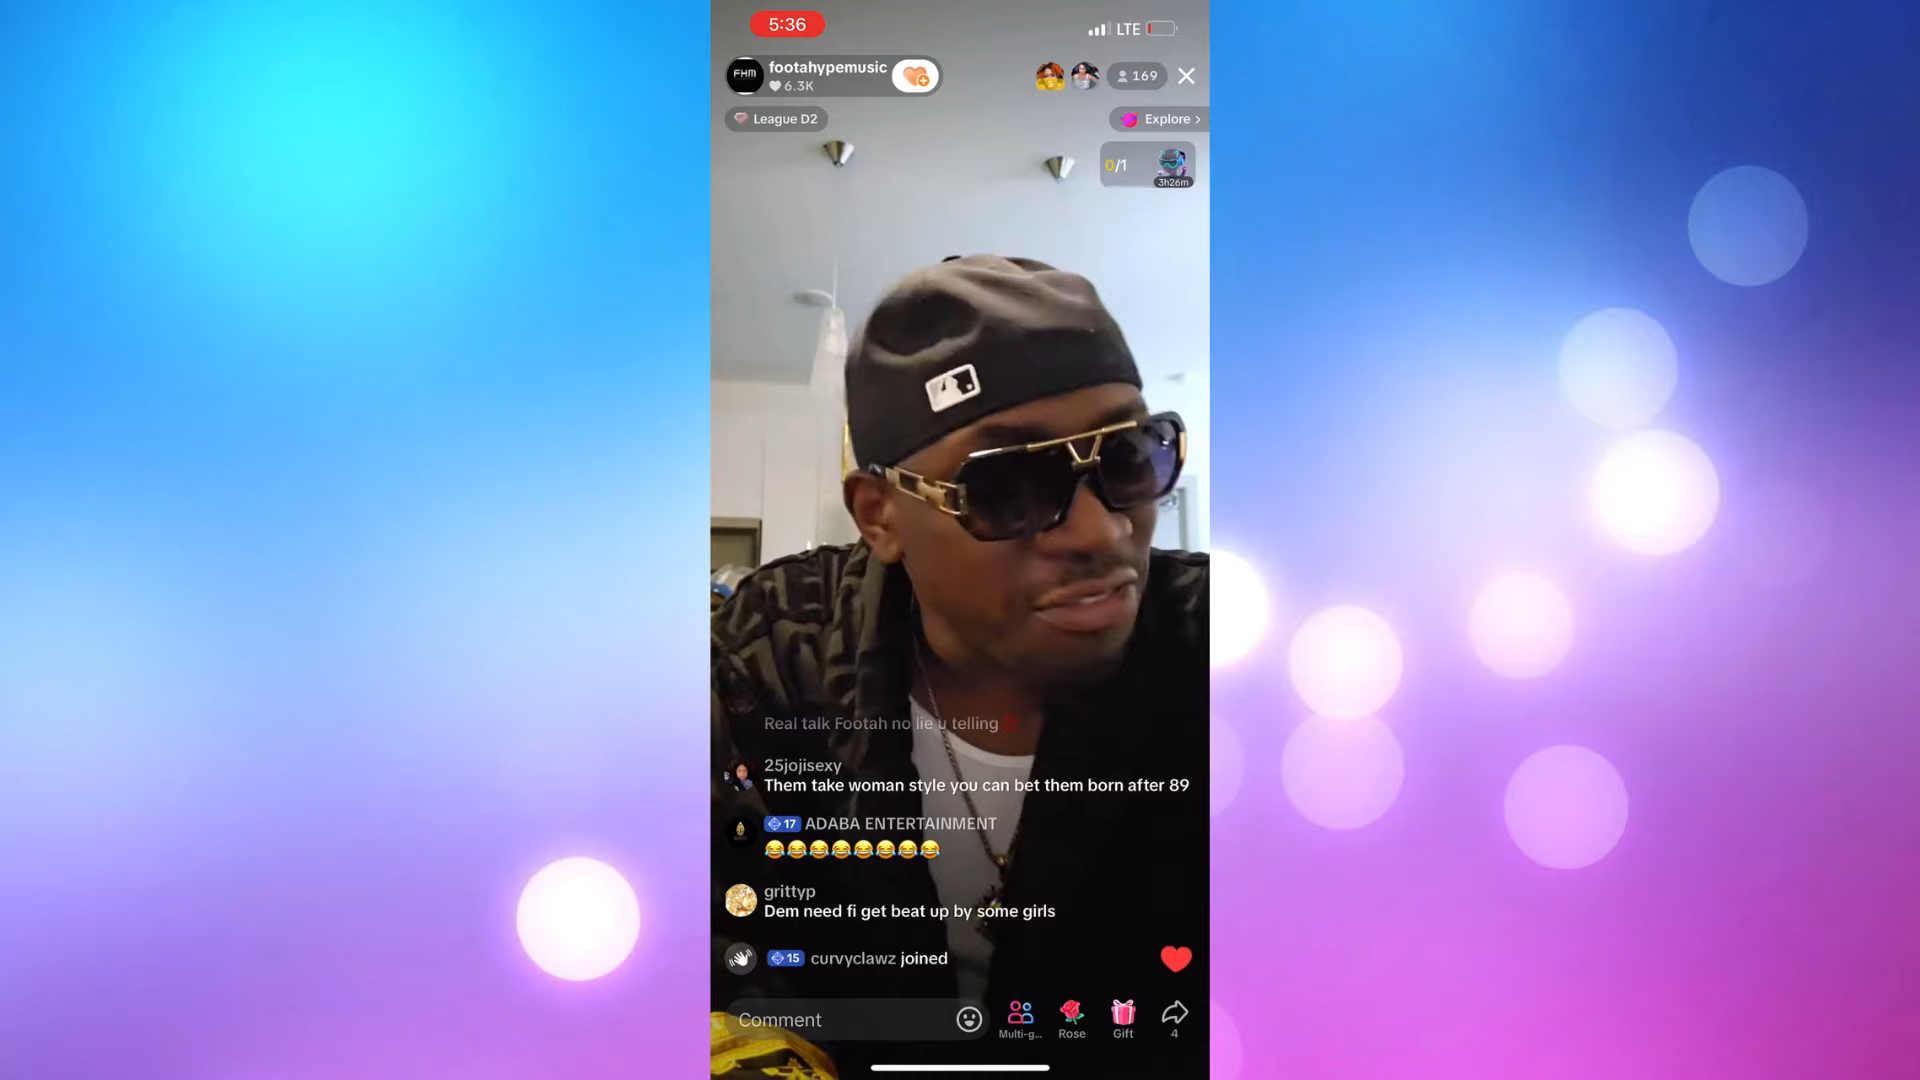 5:36
LTE
FHM
footahypemusic
6.3K
169
League D2
Explore >
0/1
3h26m
Real talk Footah no lie u telling
25jojisexy
Them take woman style you can bet them born after 89
17 ADABA ENTERTAINMENT
😂😂😂😂😂😂😂😂
grittyp
Dem need fi get beat up by some girls
15 curvyclawz joined
Comment
Multi-g...
Rose
Gift
4